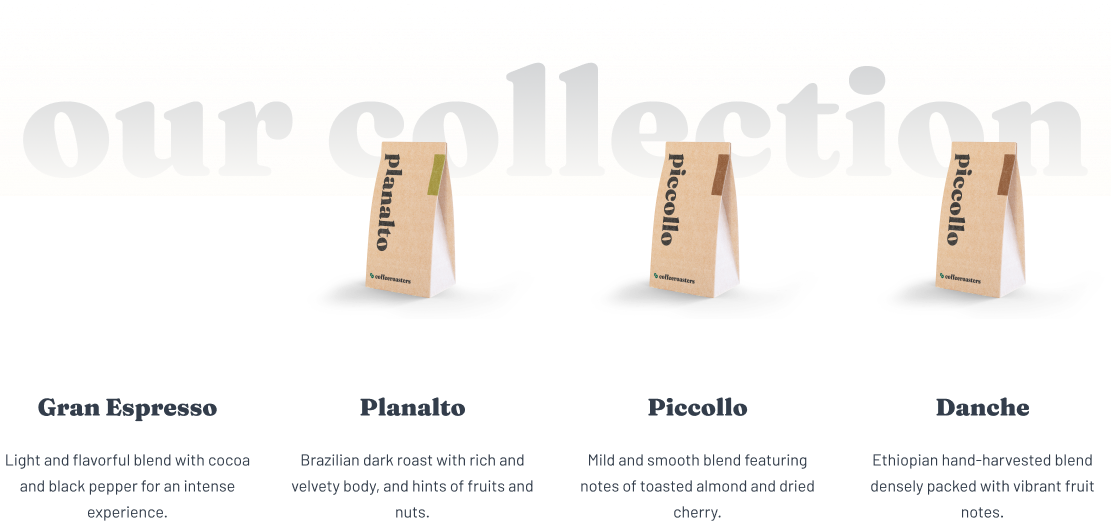 our collection
planalto
coffeeroasters
piccollo
coffeeroasters
piccollo
coffeeroasters
Gran Espresso
Light and flavorful blend with cocoa
and black pepper for an intense
experience.
Planalto
Brazilian dark roast with rich and
velvety body, and hints of fruits and
nuts.
Piccollo
Mild and smooth blend featuring
notes of toasted almond and dried
cherry.
Danche
Ethiopian hand-harvested blend
densely packed with vibrant fruit
notes.